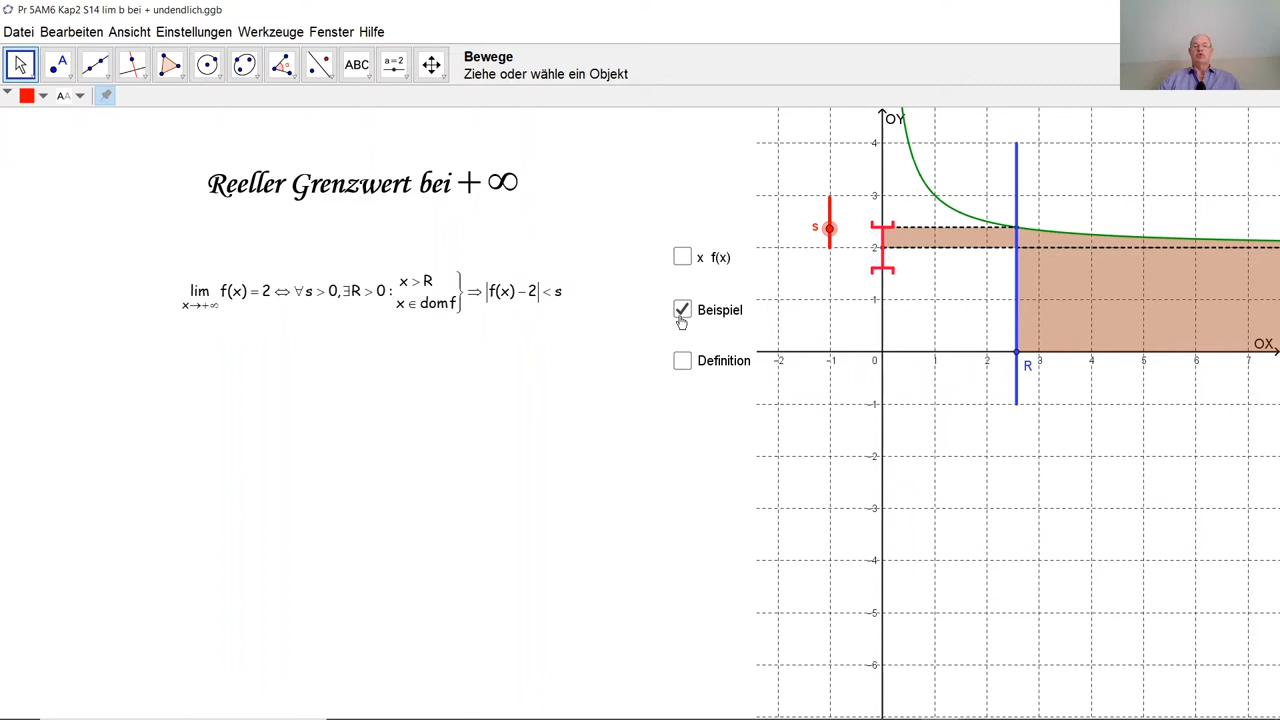 Pr 5AM6 Kap2 S14 lim b bei + undendlich.ggb
Datei Bearbeiten Ansicht Einstellungen Werkzeuge Fenster Hilfe
A
ABC
a=2
Bewege
Ziehe oder wähle ein Objekt
AA
Reeller Grenzwert bei + ∞
lim x→+∞ f(x) = 2 ⇔ ∀ s > 0, ∃R > 0 : x > R
x ∈ dom f } ⇒ |f(x) − 2| < s
x f(x)
Beispiel
Definition
s
OY
4
3
2
1
−2 −1 0 1 2 3 4 5 6 7
OX
R
−1
−2
−3
−4
−5
−6